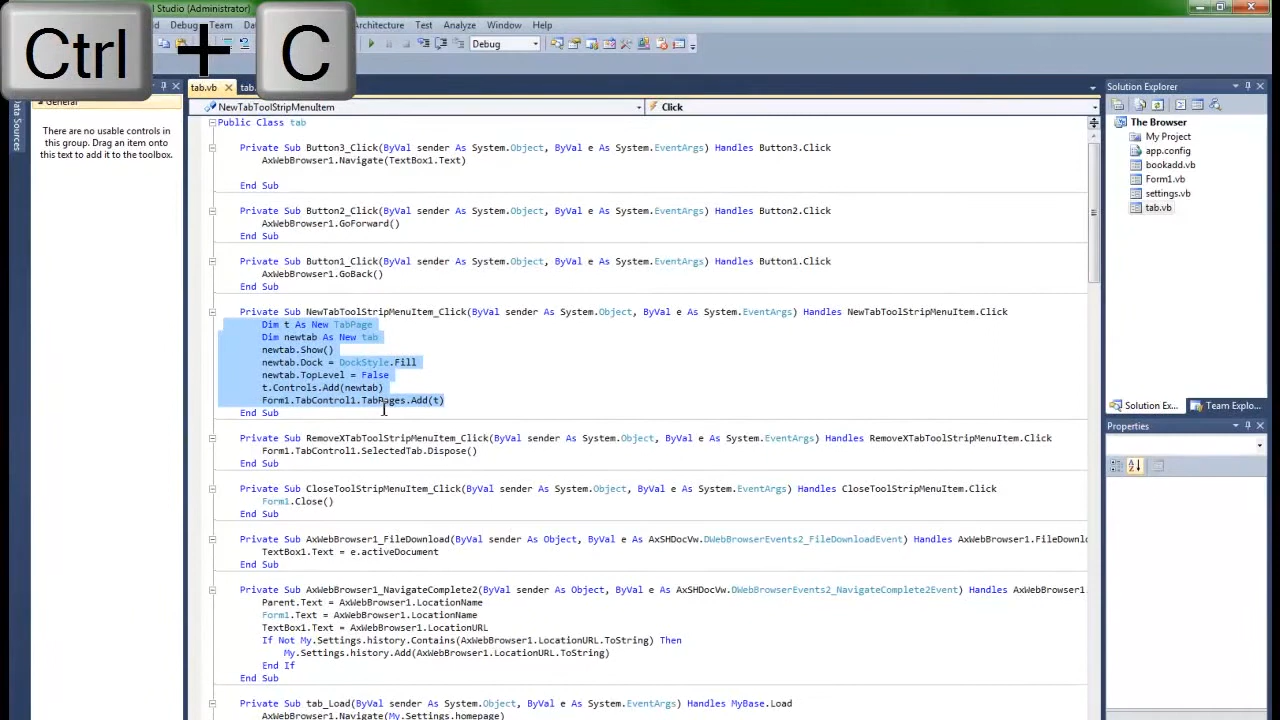 l Studio (Administrator)
Ctrl + C
Debug Team Da
Architecture Test Analyze Window Help
Debug
tab.vb
tab.
General
Data Sources
There are no usable controls in
this group. Drag an item onto
this text to add it to the toolbox.
NewTabToolStripMenuItem
Click
Public Class tab
Private Sub Button3_Click(ByVal sender As System.Object, ByVal e As System.EventArgs) Handles Button3.Click
AxWebBrowser1.Navigate(TextBox1.Text)
End Sub
Private Sub Button2_Click(ByVal sender As System.Object, ByVal e As System.EventArgs) Handles Button2.Click
AxWebBrowser1.GoForward()
End Sub
Private Sub Button1_Click(ByVal sender As System.Object, ByVal e As System.EventArgs) Handles Button1.Click
AxWebBrowser1.GoBack()
End Sub
Private Sub NewTabToolStripMenuItem_Click(ByVal sender As System.Object, ByVal e As System.EventArgs) Handles NewTabToolStripMenuItem.Click
Dim t As New TabPage
Dim newtab As New tab
newtab.Show()
newtab.Dock = DockStyle.Fill
newtab.TopLevel = False
t.Controls.Add(newtab)
Form1.TabControl1.TabPages.Add(t)
End Sub
Private Sub RemoveXTabToolStripMenuItem_Click(ByVal sender As System.Object, ByVal e As System.EventArgs) Handles RemoveXTabToolStripMenuItem.Click
Form1.TabControl1.SelectedTab.Dispose()
End Sub
Private Sub CloseToolStripMenuItem_Click(ByVal sender As System.Object, ByVal e As System.EventArgs) Handles CloseToolStripMenuItem.Click
Form1.Close()
End Sub
Private Sub AxWebBrowser1_FileDownload(ByVal sender As Object, ByVal e As AxSHDocVw.DWebBrowserEvents2_FileDownloadEvent) Handles AxWebBrowser1.FileDownlo
TextBox1.Text = e.activeDocument
End Sub
Private Sub AxWebBrowser1_NavigateComplete2(ByVal sender As Object, ByVal e As AxSHDocVw.DWebBrowserEvents2_NavigateComplete2Event) Handles AxWebBrowser1.
Parent.Text = AxWebBrowser1.LocationName
Form1.Text = AxWebBrowser1.LocationName
TextBox1.Text = AxWebBrowser1.LocationURL
If Not My.Settings.history.Contains(AxWebBrowser1.LocationURL.ToString) Then
My.Settings.history.Add(AxWebBrowser1.LocationURL.ToString)
End If
End Sub
Private Sub tab_Load(ByVal sender As System.Object, ByVal e As System.EventArgs) Handles MyBase.Load
AxWebBrowser1.Navigate(My.Settings.homepage)
Solution Explorer
The Browser
My Project
app.config
bookadd.vb
Form1.vb
settings.vb
tab.vb
Solution Ex...
Team Explo...
Properties